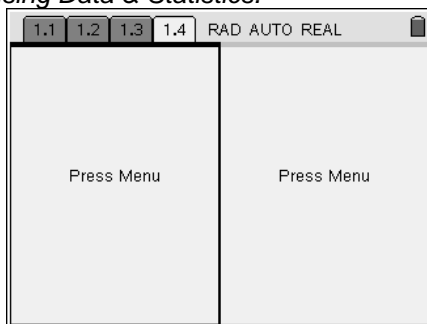 sing Data & Statistics.
1.1 1.2 1.3 1.4 RAD AUTO REAL
Press Menu Press Menu